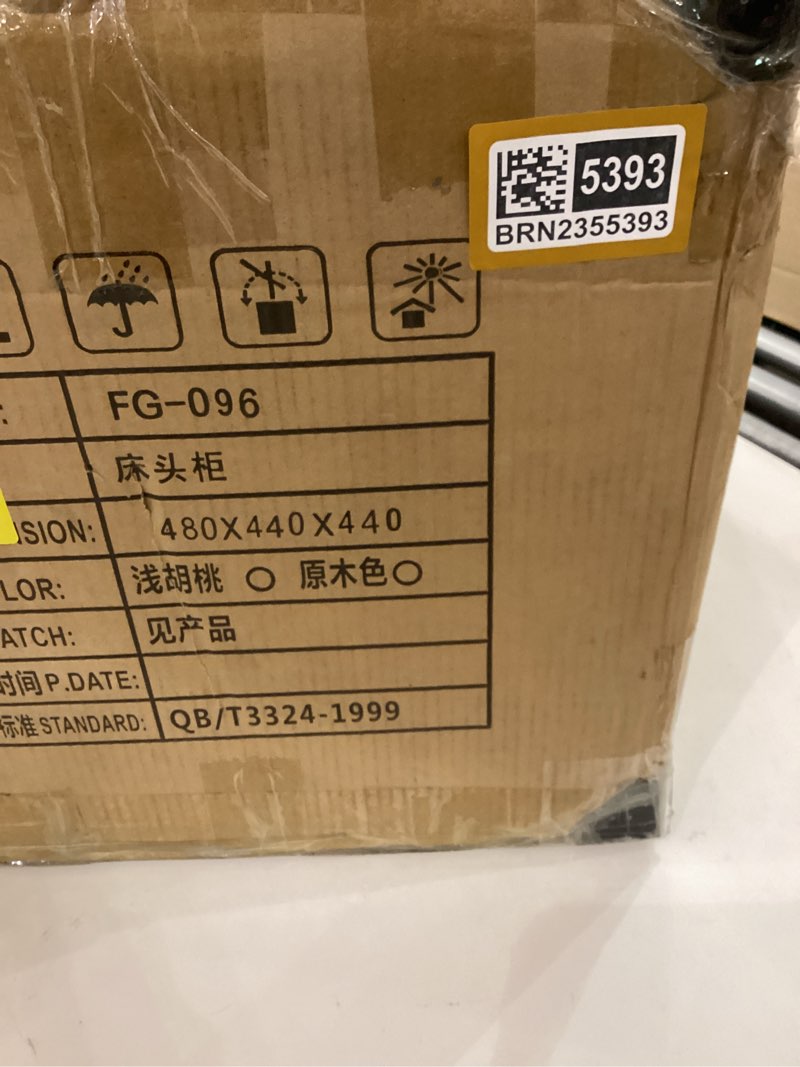 5393
BRN2355393
FG-096
床头柜
SION: 480X440X440
LOR: 浅胡桃 ○ 原木色○
ATCH: 见产品
时间P.DATE:
标准STANDARD: QB/T3324-1999